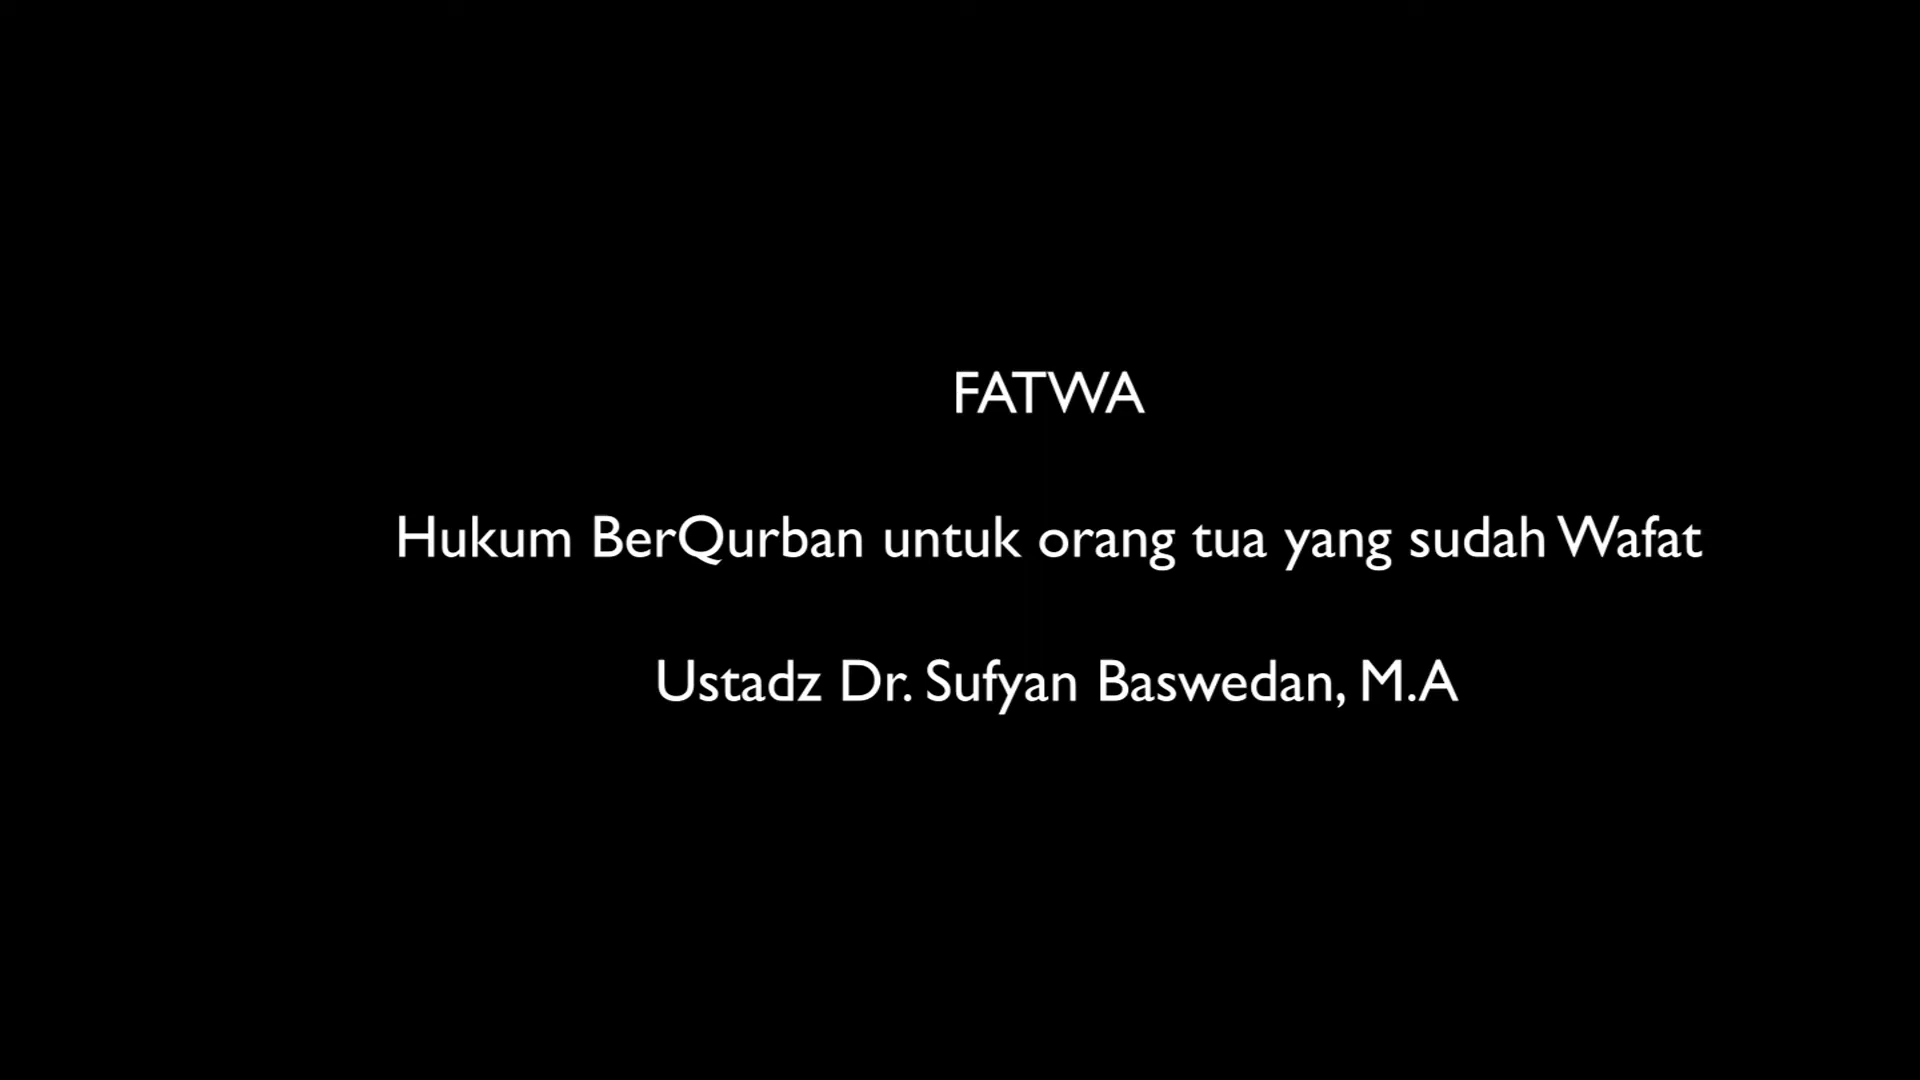 FATWA
Hukum BerQurban untuk orang tua yang sudah Wafat
Ustadz Dr. Sufyan Baswedan, M.A